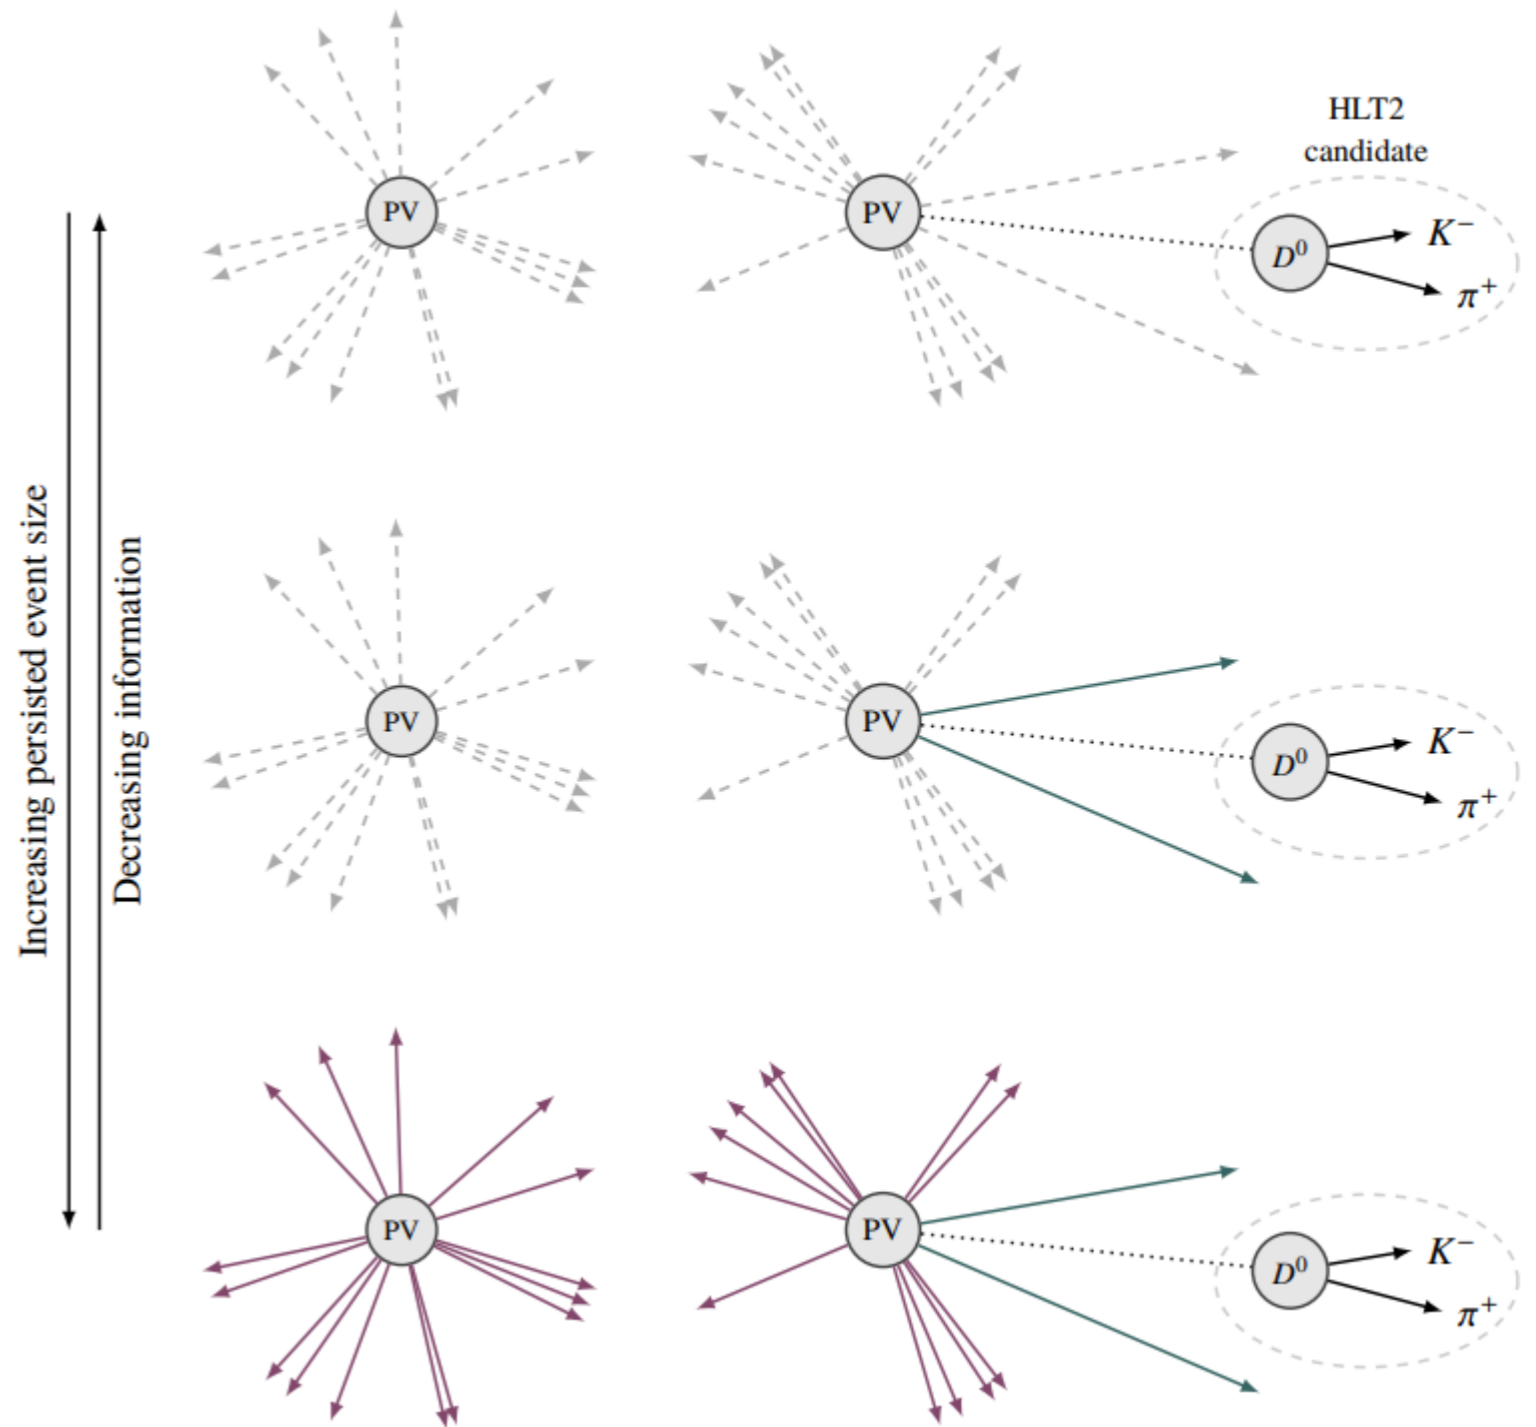 HLT2
candidate
PV
PV
D⁰
K⁻
π⁺
Increasing persisted event size
Decreasing information
PV
PV
D⁰
K⁻
π⁺
PV
PV
D⁰
K⁻
π⁺